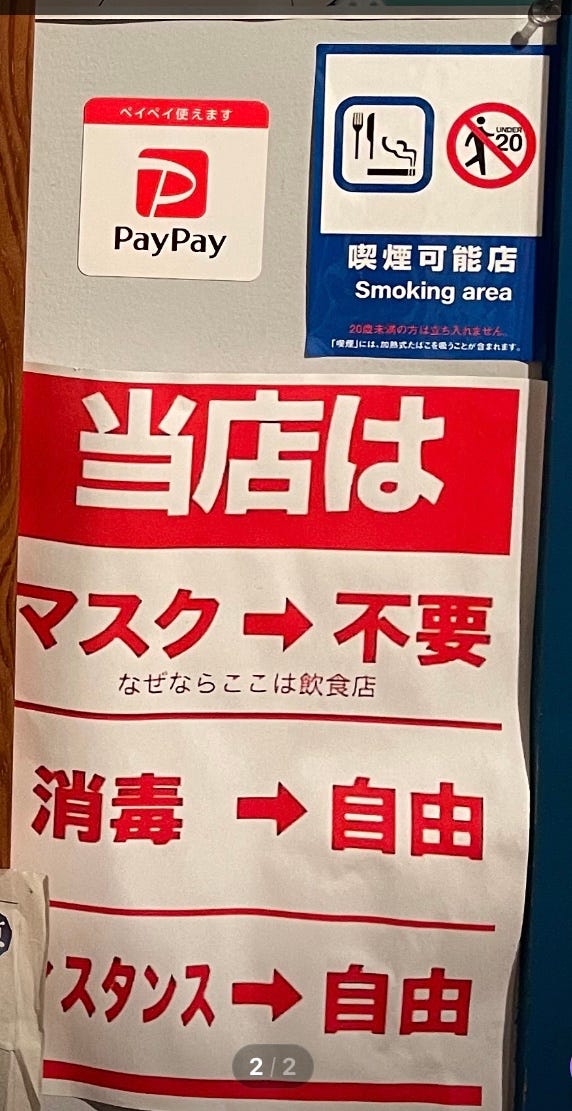 ペイペイ使えます
PayPay
UNDER
20
喫煙可能店
Smoking area
20歳未満の方は立ち入れません。
「喫煙」には、加熱式たばこを吸うことが含まれます。
当店は
マスク➡不要
なぜならここは飲食店
消毒➡自由
スタンス➡自由
2/2